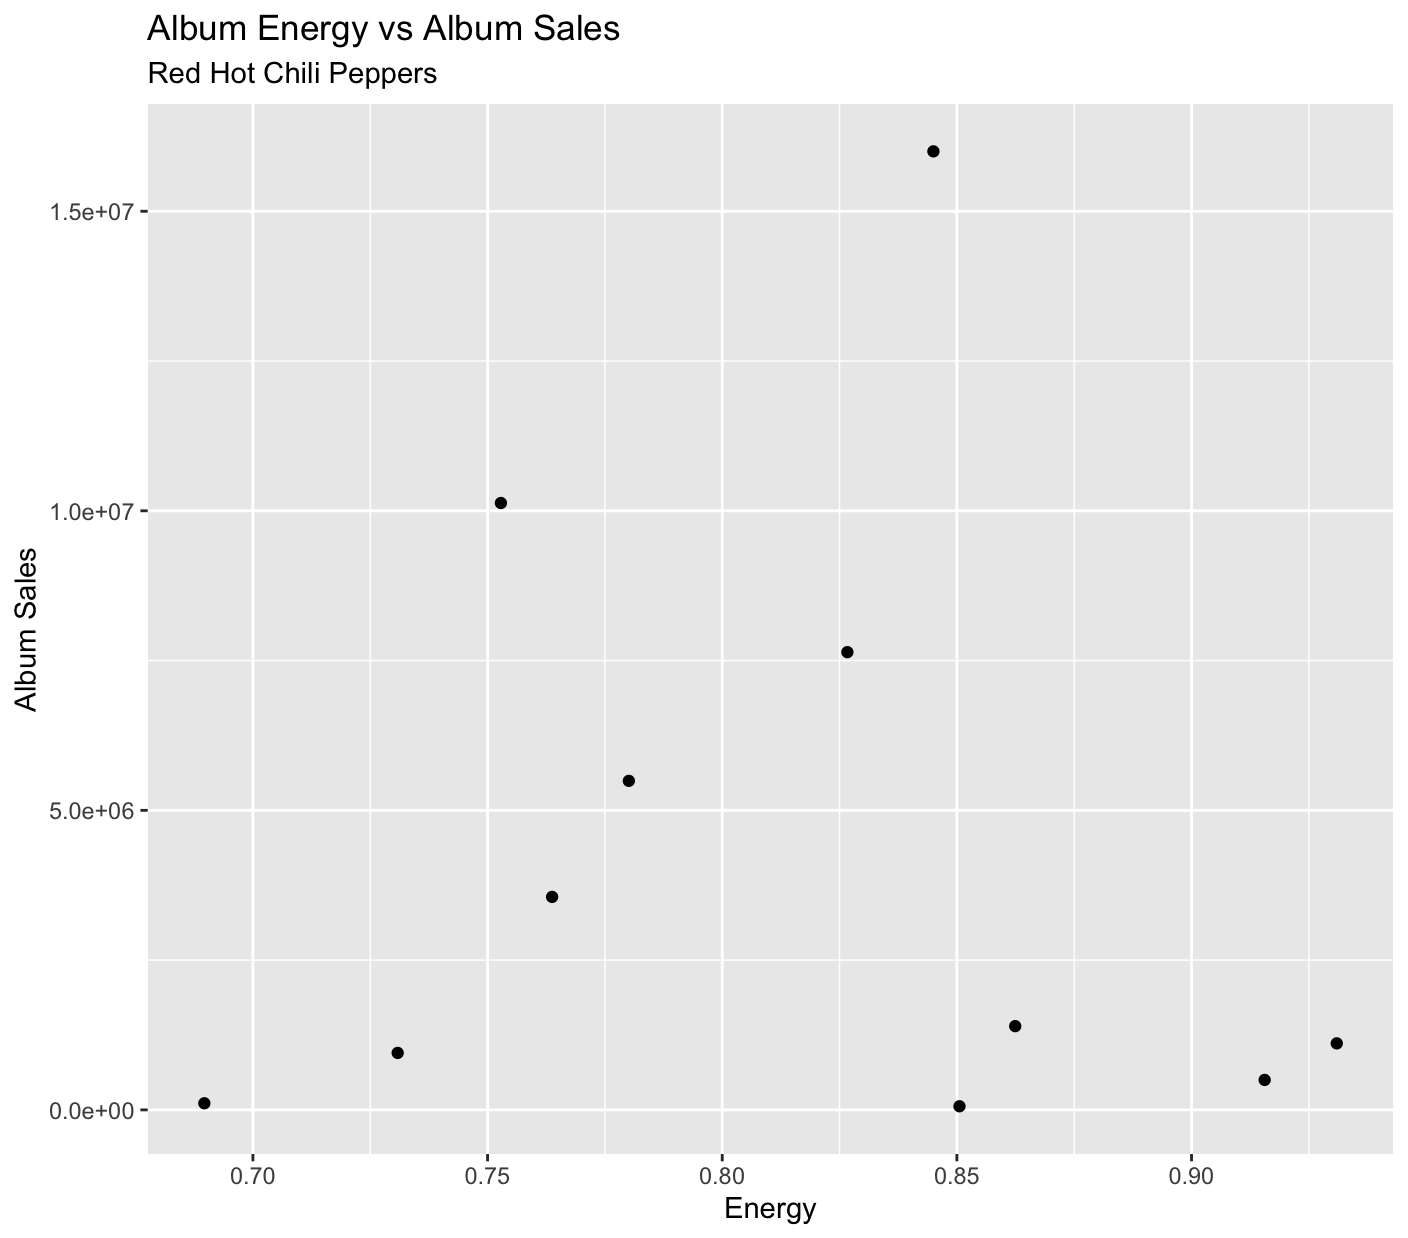 Album Energy vs Album Sales
Red Hot Chili Peppers
1.5e+07
1.0e+07
5.0e+06
0.0e+00
Album Sales
0.70 0.75 0.80 0.85 0.90
Energy